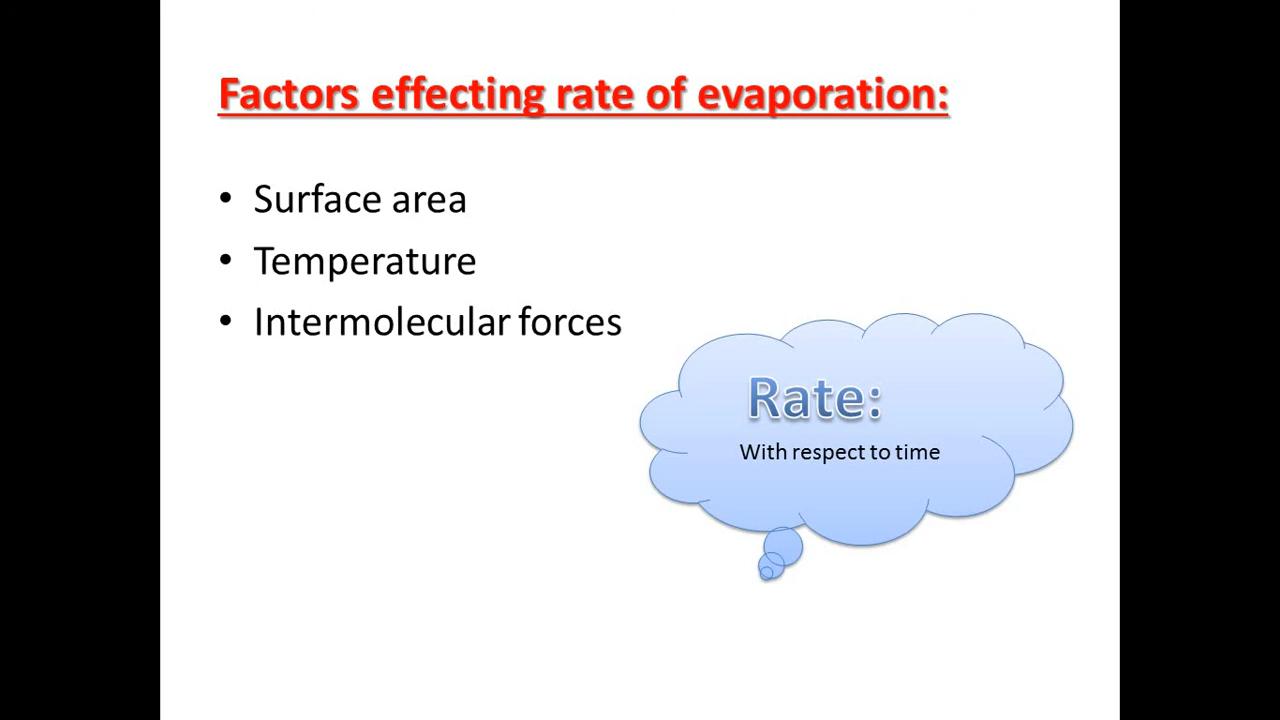 Factors effecting rate of evaporation:
• Surface area
• Temperature
• Intermolecular forces
Rate:
With respect to time